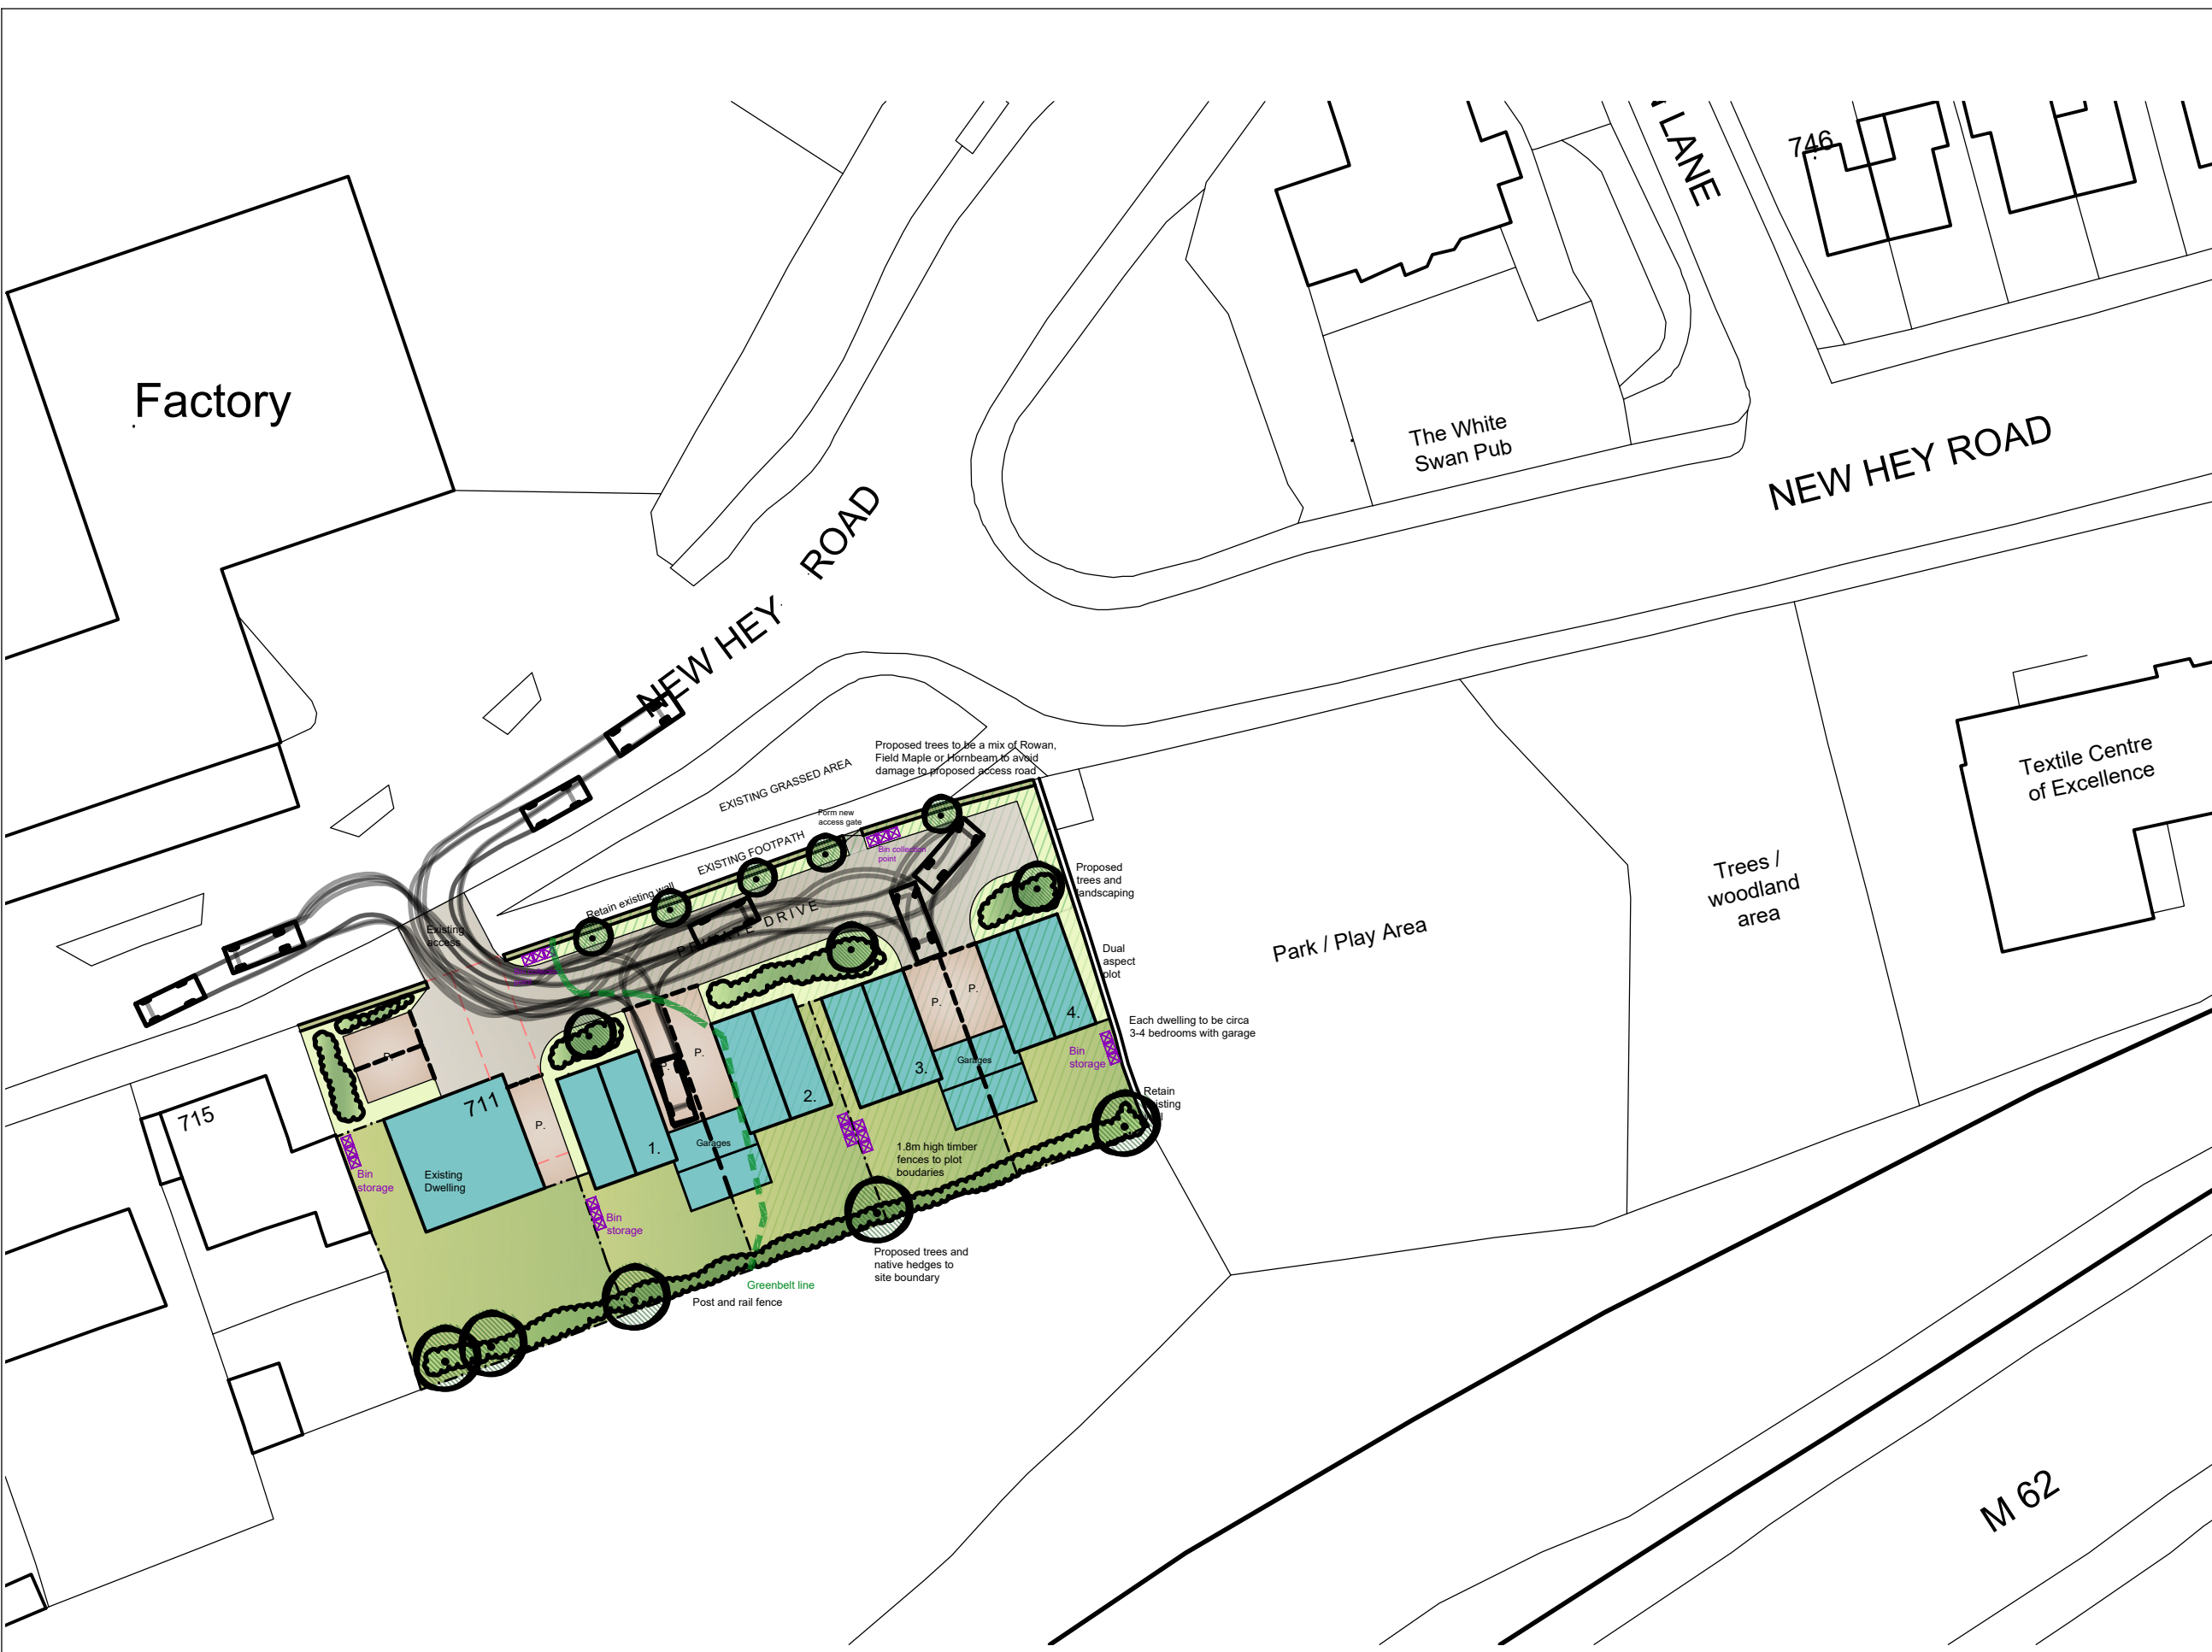 LANE
746
Factory
The White
Swan Pub
NEW HEY ROAD
NEW HEY ROAD
Textile Centre
of Excellence
Proposed trees to be a mix of Rowan,
Field Maple or Hornbeam to avoid
damage to proposed access road
EXISTING GRASSED AREA
Form new
access gate
EXISTING FOOTPATH
Bin collection
point
Retain existing wall
PRIVATE DRIVE
Existing
access
Proposed
trees and
landscaping
Trees /
woodland
area
Park / Play Area
Dual
aspect
plot
P.
P.
4.
Each dwelling to be circa
3-4 bedrooms with garage
P.
P.
P.
Garages
3.
Bin
storage
2.
711
715
P.
1.
Garages
Retain
existing
1.8m high timber
fences to plot
boudaries
Existing
Dwelling
Bin
storage
Bin
storage
Proposed trees and
native hedges to
site boundary
Greenbelt line
Post and rail fence
M 62